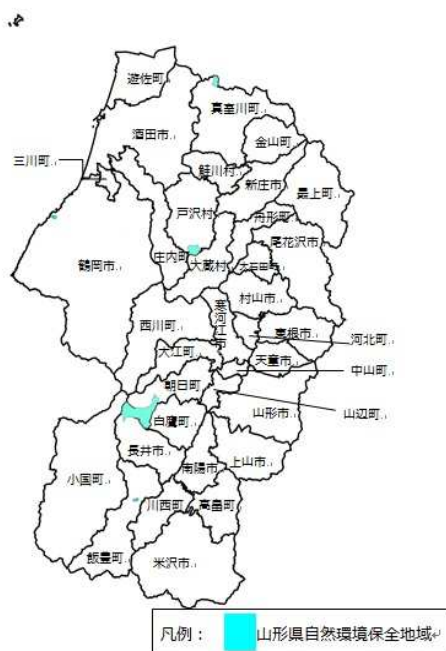 遊佐町
真室川町
酒田市
金山町
三川町
鮭川村
新庄市
最上町
戸沢村
舟形町
尾花沢市
庄内町
大蔵村
大石田町
鶴岡市
村山市
寒河江市
西川町
東根市
河北町
大江町
天童市
中山町
朝日町
山形市
山辺町
白鷹町
長井市
南陽市
上山市
小国町
川西町
高畠町
飯豊町
米沢市
凡例: 山形県自然環境保全地域